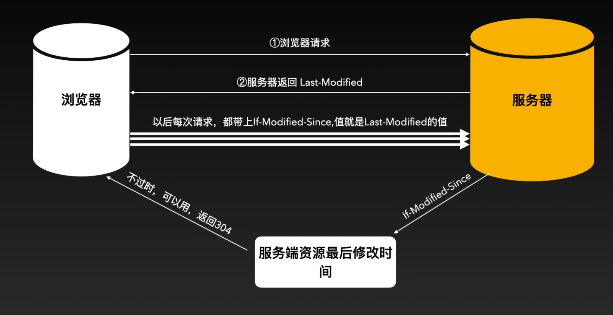 ①浏览器请求
②服务器返回 Last-Modified
浏览器
服务器
以后每次请求，都带上If-Modified-Since,值就是Last-Modified的值
不过时，可以用，返回304
If-Modified-Since
服务端资源最后修改时
间